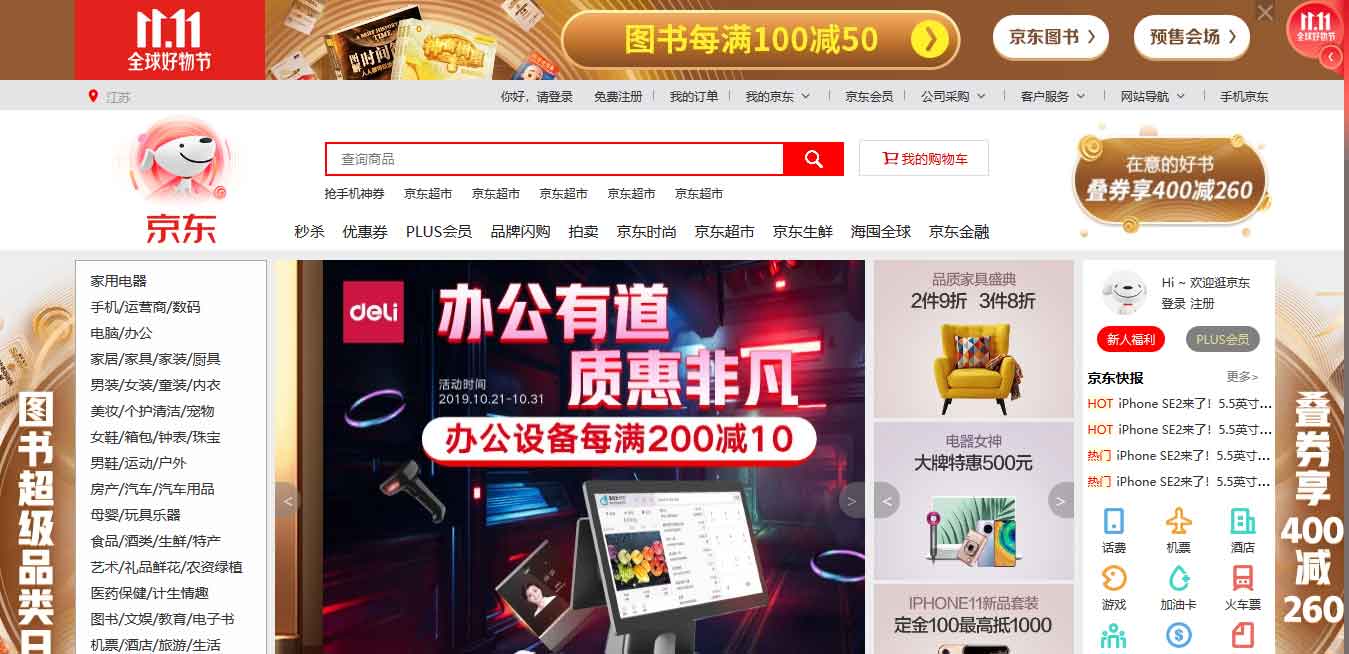 11.11
全球好物节
图书每满100减50
京东图书
预售会场
11.11
全球好物节
江苏
你好，请登录 免费注册 我的订单 我的京东 京东会员 公司采购 客户服务 网站导航 手机京东
京东
查询商品
我的购物车
抢手机神券 京东超市 京东超市 京东超市 京东超市 京东超市
秒杀 优惠券 PLUS会员 品牌闪购 拍卖 京东时尚 京东超市 京东生鲜 海囤全球 京东金融
在意的好书
叠券享400减260
图书超级品类日
家用电器
手机/运营商/数码
电脑/办公
家居/家具/家装/厨具
男装/女装/童装/内衣
美妆/个护清洁/宠物
女鞋/箱包/钟表/珠宝
男鞋/运动/户外
房产/汽车/汽车用品
母婴/玩具乐器
食品/酒类/生鲜/特产
艺术/礼品鲜花/农资绿植
医药保健/计生情趣
图书/文娱/教育/电子书
机票/酒店/旅游/生活
deli
办公有道
质惠非凡
活动时间
2019.10.21-10.31
办公设备每满200减10
<
>
品质家具盛典
2件9折 3件8折
电器女神
大牌特惠500元
<
>
IPHONE11新品套装
定金100最高抵1000
Hi ~ 欢迎逛京东
登录 注册
新人福利 PLUS会员
京东快报 更多>
HOT iPhone SE2来了！5.5英寸...
HOT iPhone SE2来了！5.5英寸...
热门 iPhone SE2来了！5.5英寸...
热门 iPhone SE2来了！5.5英寸...
话费 机票 酒店
游戏 加油卡 火车票
叠券享
400
减
260